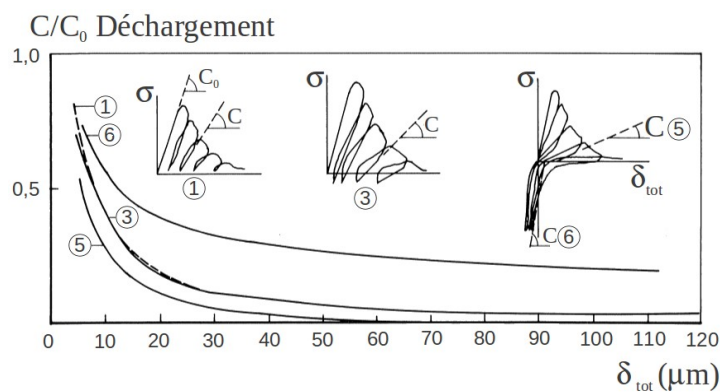 C/C₀ Déchargement
1,0
0,5
0
0 10 20 30 40 50 60 70 80 90 100 110 120
δtot (μm)
①
⑥
③
⑤
σ
C₀
C
①
σ
C
③
σ
C ⑤
δtot
C ⑥